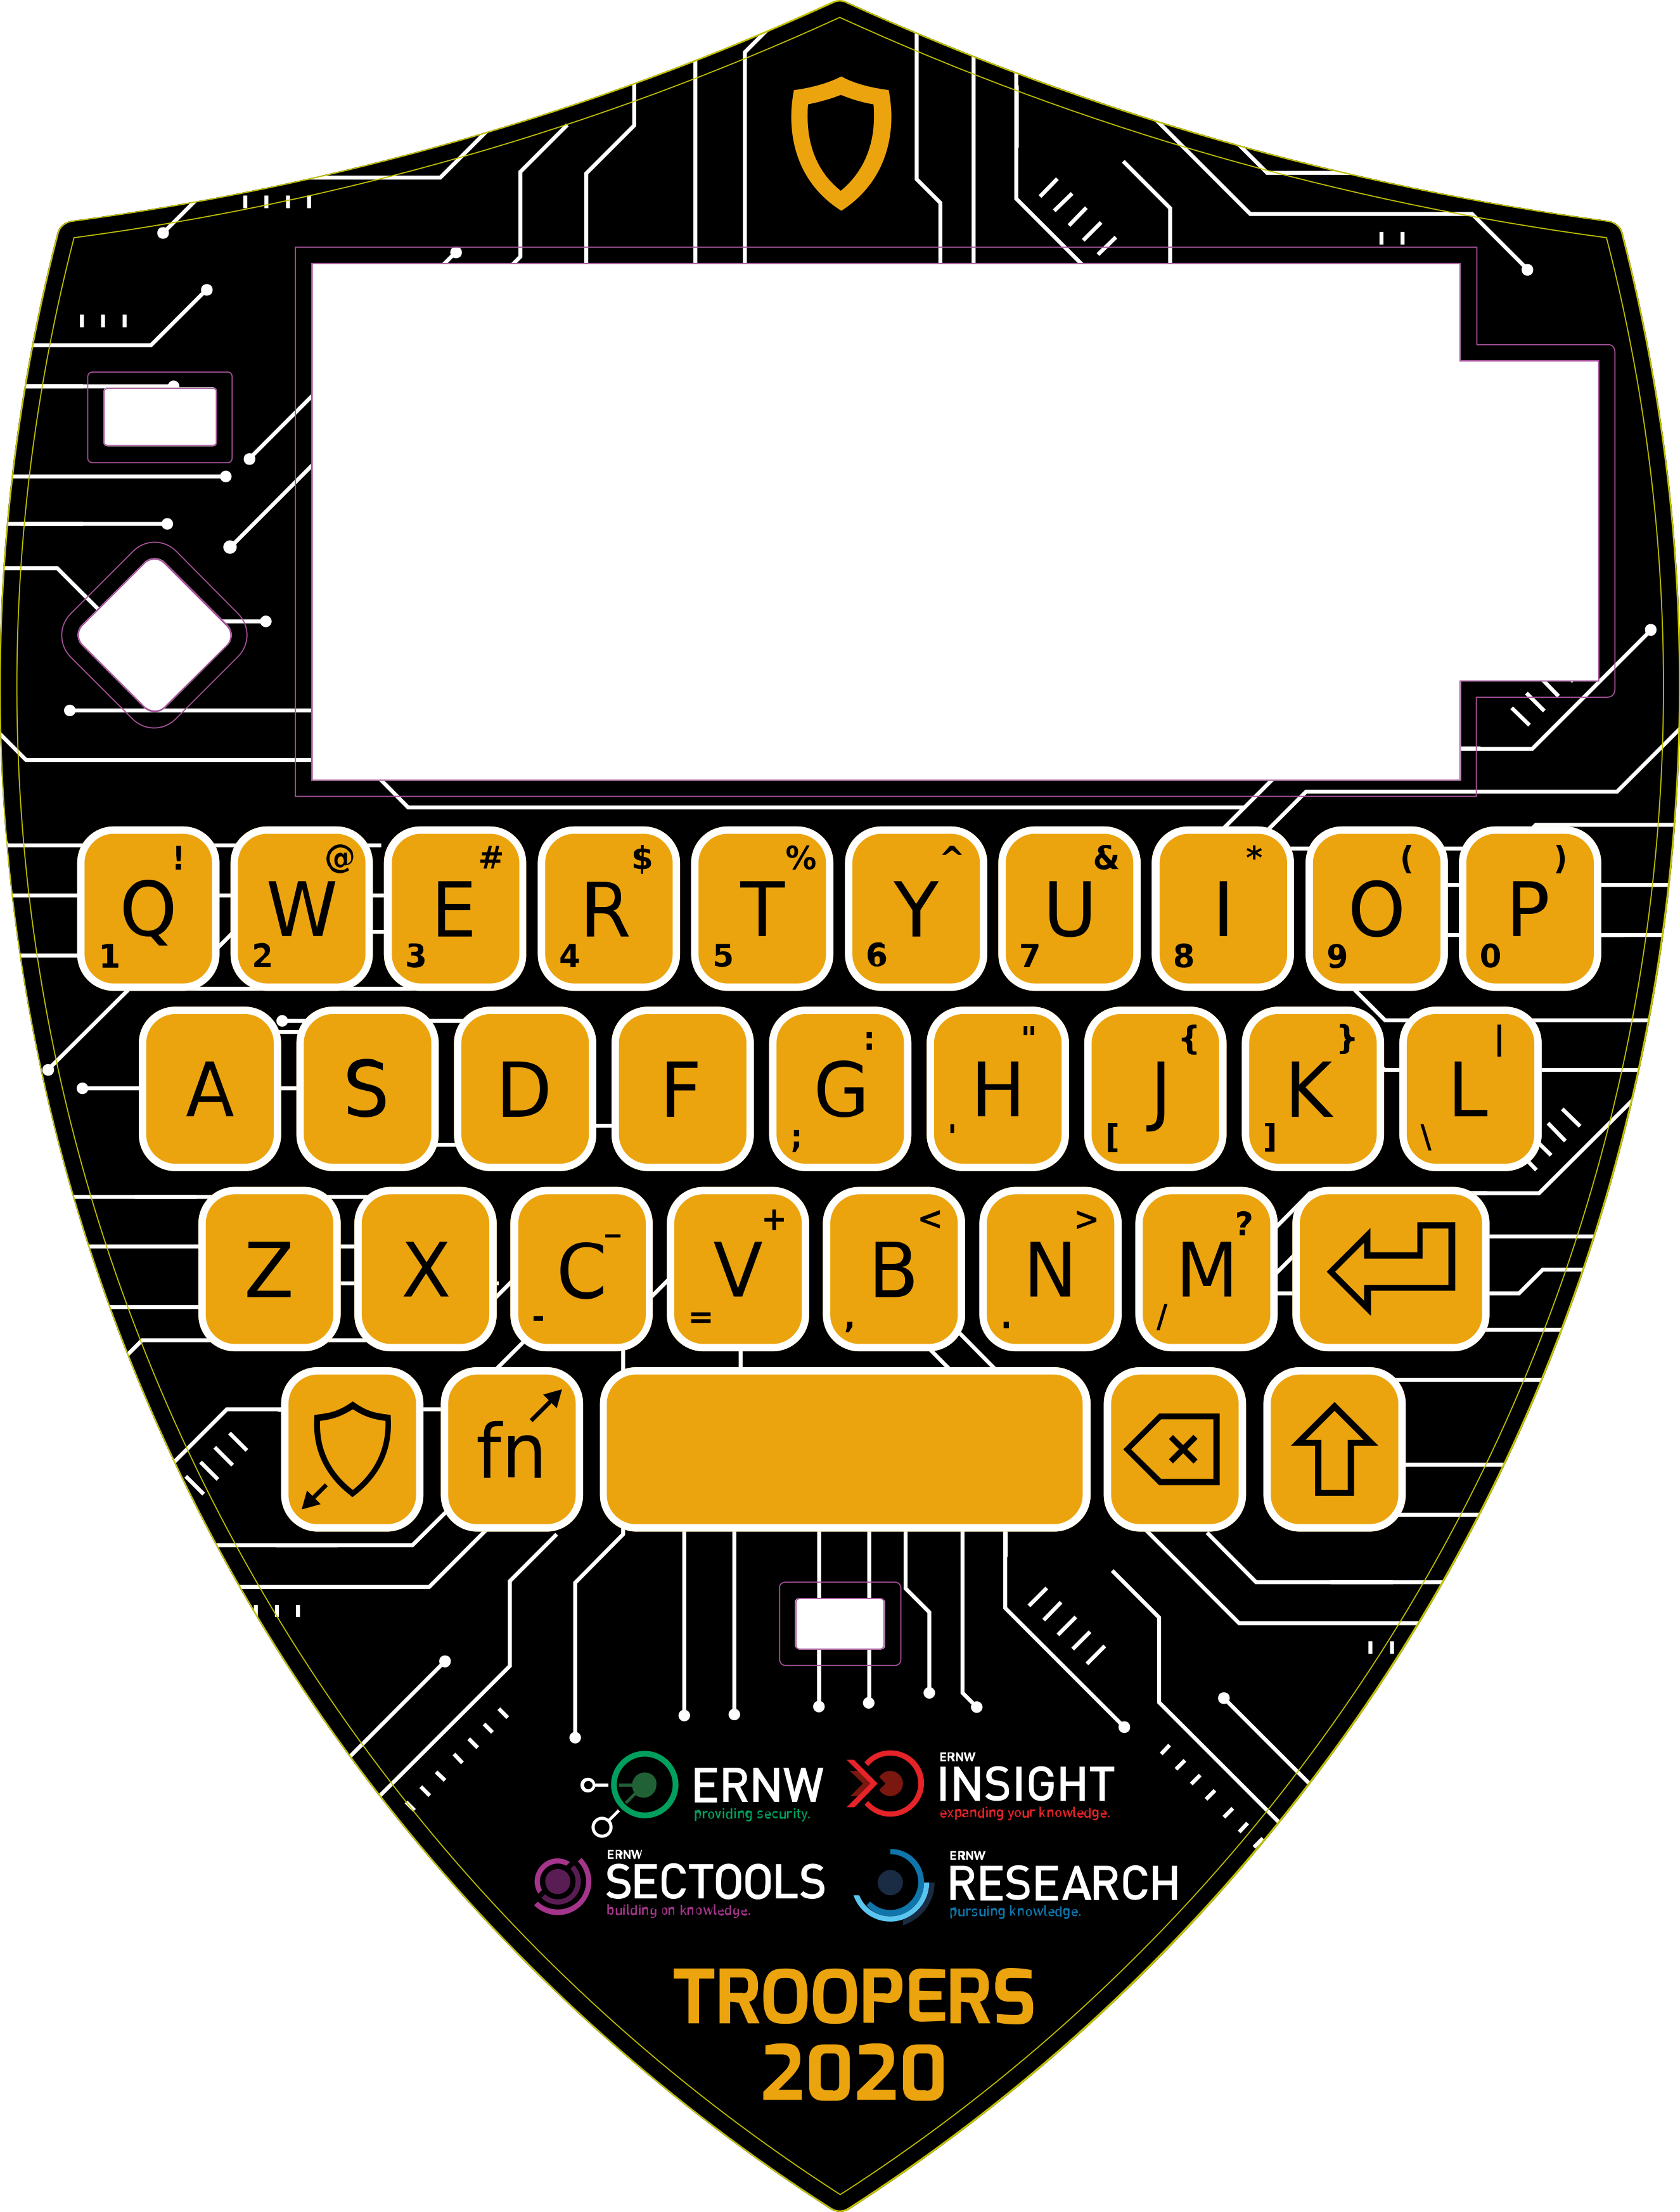 ! @ # $ % ^ & * ( )
Q W E R T Y U I O P
1 2 3 4 5 6 7 8 9 0
: " { } |
A S D F G H J K L
; ' [ ] \
_ + < > ?
Z X C V B N M
- = , . /
fn
ERNW
providing security.
ERNW
INSIGHT
expanding your knowledge.
ERNW
SECTOOLS
building on knowledge.
ERNW
RESEARCH
pursuing knowledge.
TROOPERS
2020